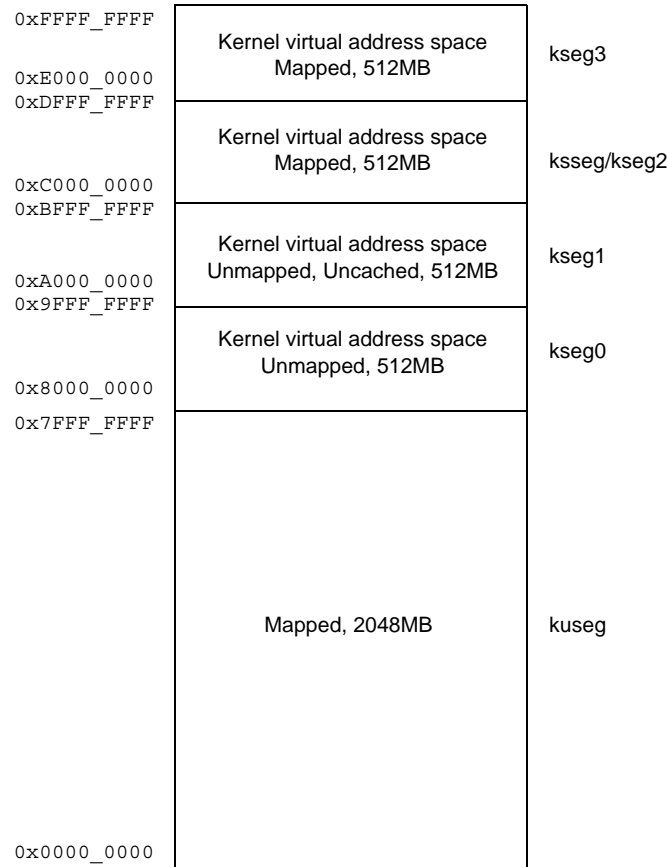 0xFFFF_FFFF
Kernel virtual address space
Mapped, 512MB
kseg3
0xE000_0000
0xDFFF_FFFF
Kernel virtual address space
Mapped, 512MB
ksseg/kseg2
0xC000_0000
0xBFFF_FFFF
Kernel virtual address space
Unmapped, Uncached, 512MB
kseg1
0xA000_0000
0x9FFF_FFFF
Kernel virtual address space
Unmapped, 512MB
kseg0
0x8000_0000
0x7FFF_FFFF
Mapped, 2048MB
kuseg
0x0000_0000